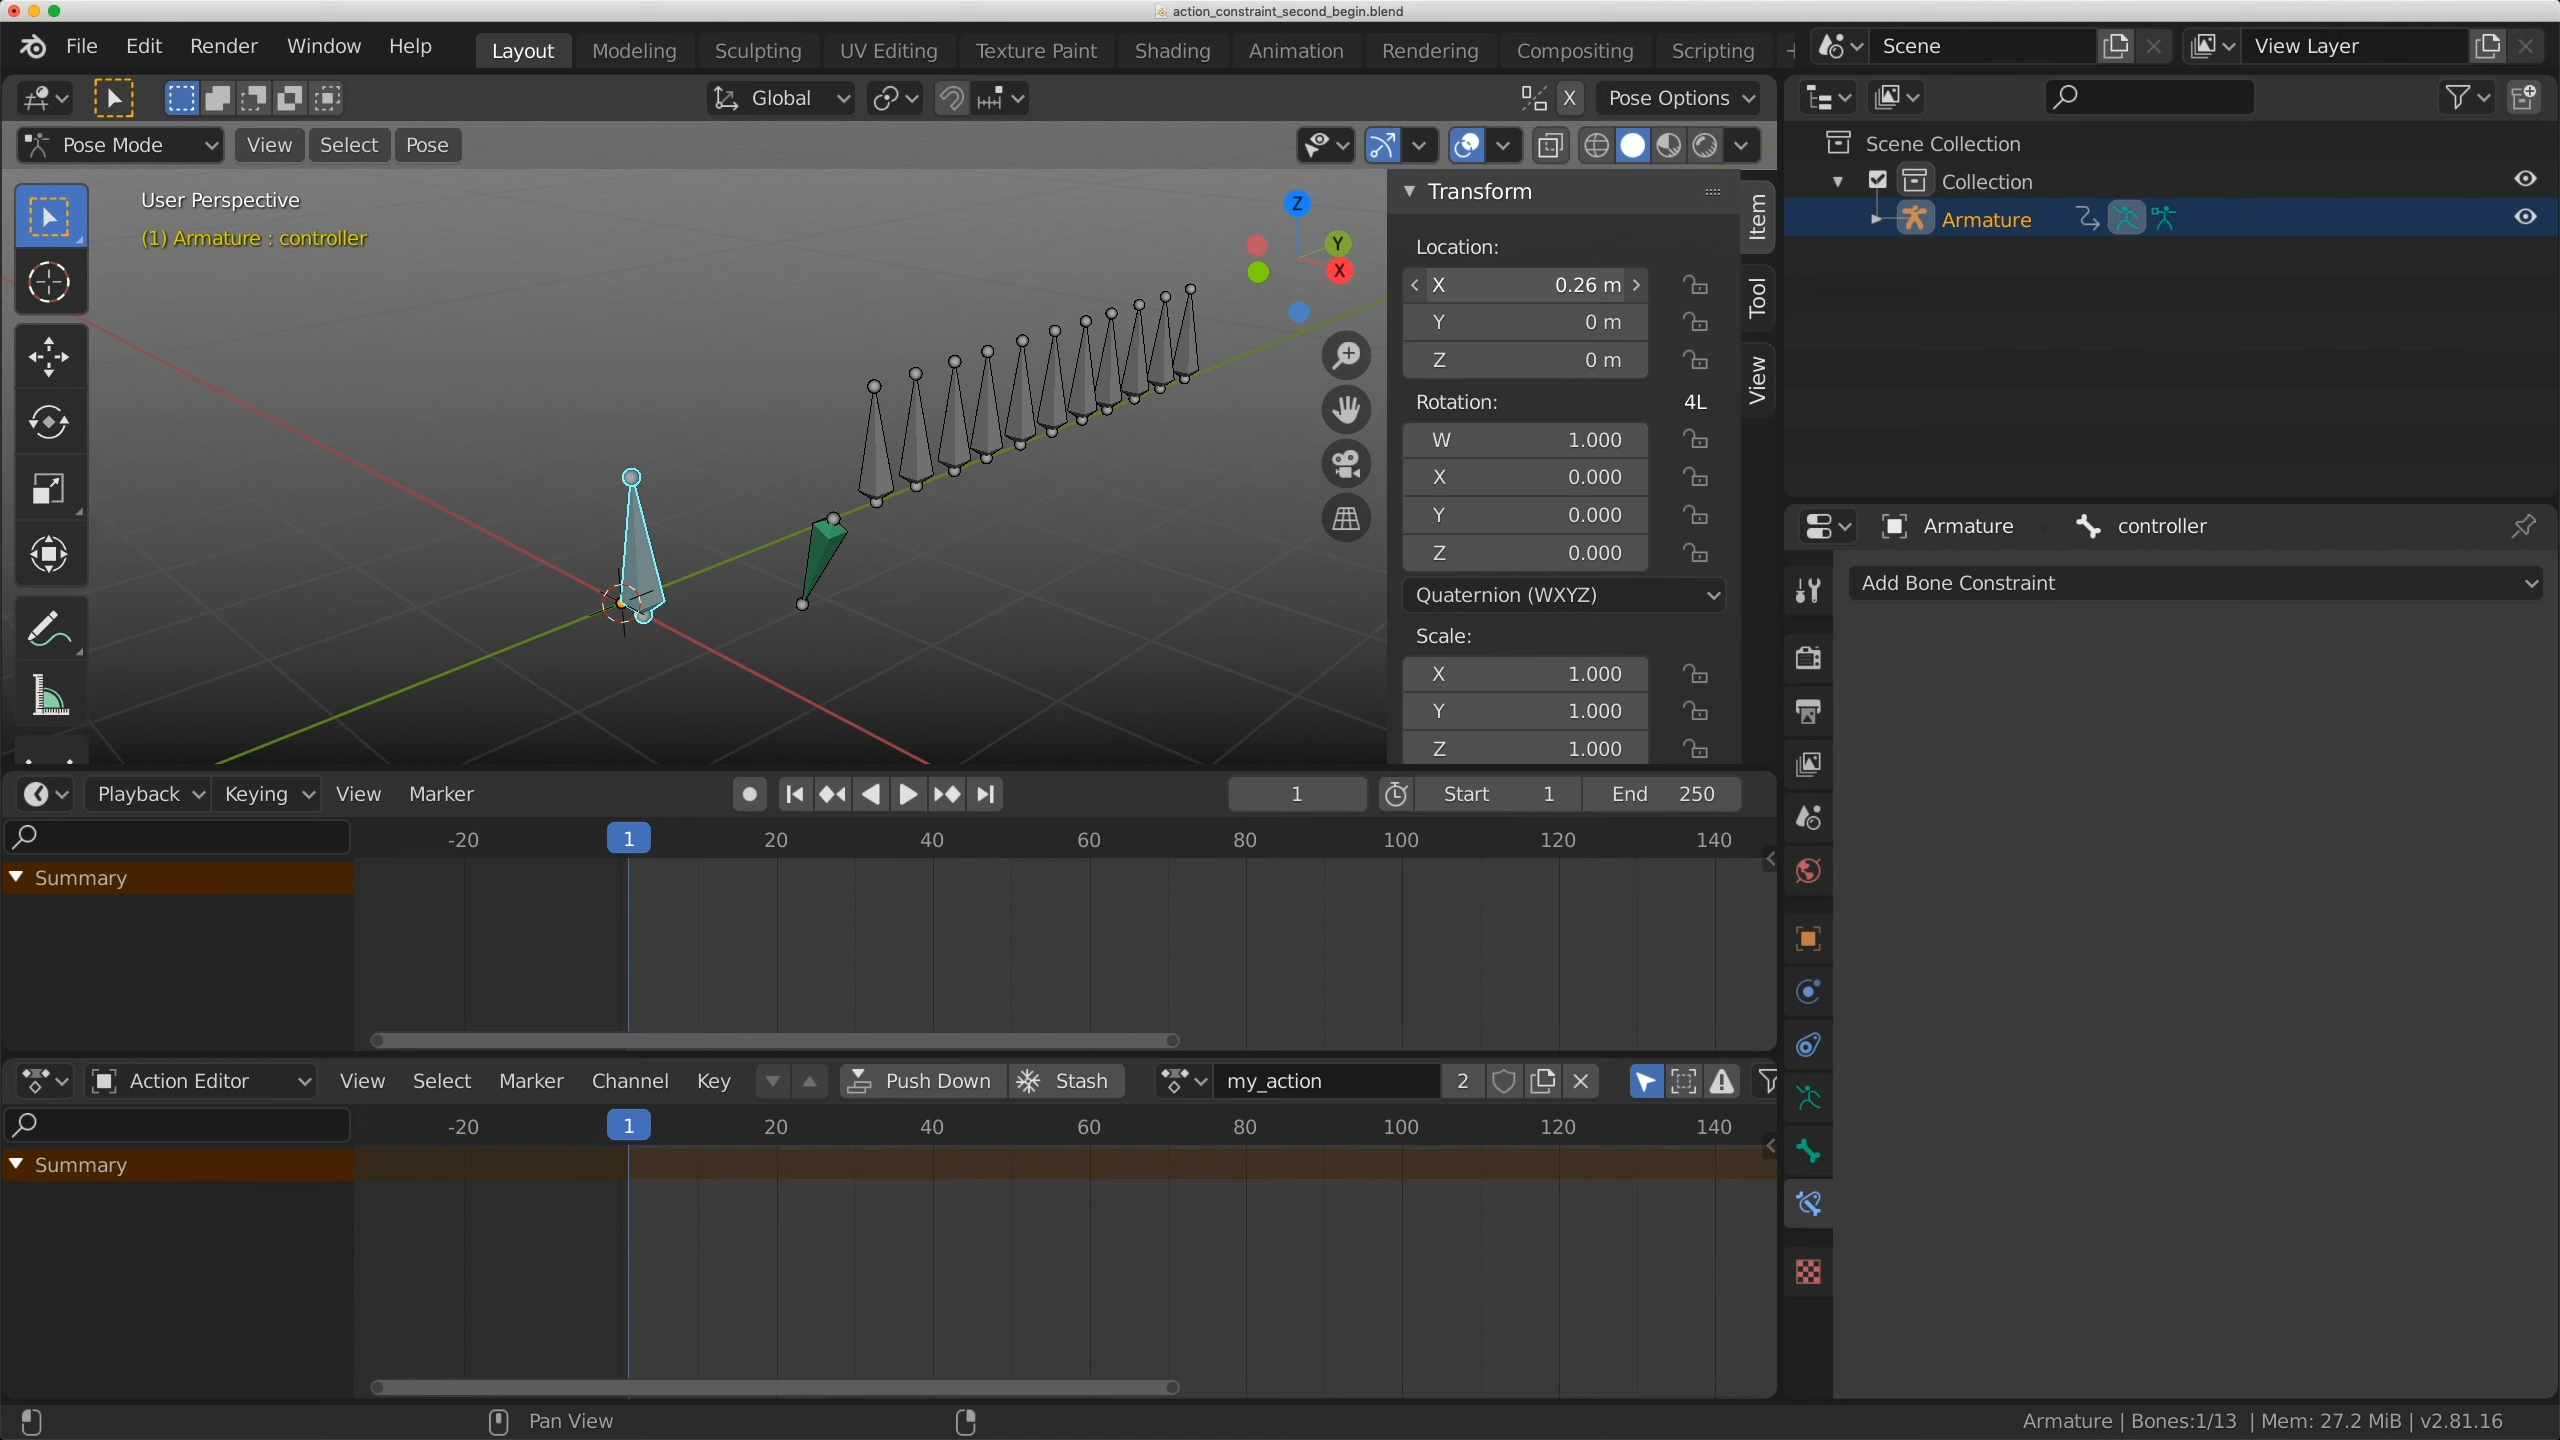 action_constraint_second_begin.blend
File Edit Render Window Help Layout Modeling Sculpting UV Editing Texture Paint Shading Animation Rendering Compositing Scripting Scene View Layer
Global X Pose Options
Pose Mode View Select Pose
User Perspective
(1) Armature : controller
Z
Y
X
Transform
Location:
X 0.26 m
Y 0 m
Z 0 m
Rotation: 4L
W 1.000
X 0.000
Y 0.000
Z 0.000
Quaternion (WXYZ)
Scale:
X 1.000
Y 1.000
Z 1.000
Item
Tool
View
Scene Collection
Collection
Armature
Armature controller
Add Bone Constraint
Playback Keying View Marker 1 Start 1 End 250
-20 1 20 40 60 80 100 120 140
Summary
Action Editor View Select Marker Channel Key Push Down Stash my_action 2
-20 1 20 40 60 80 100 120 140
Summary
Pan View
Armature | Bones:1/13 | Mem: 27.2 MiB | v2.81.16